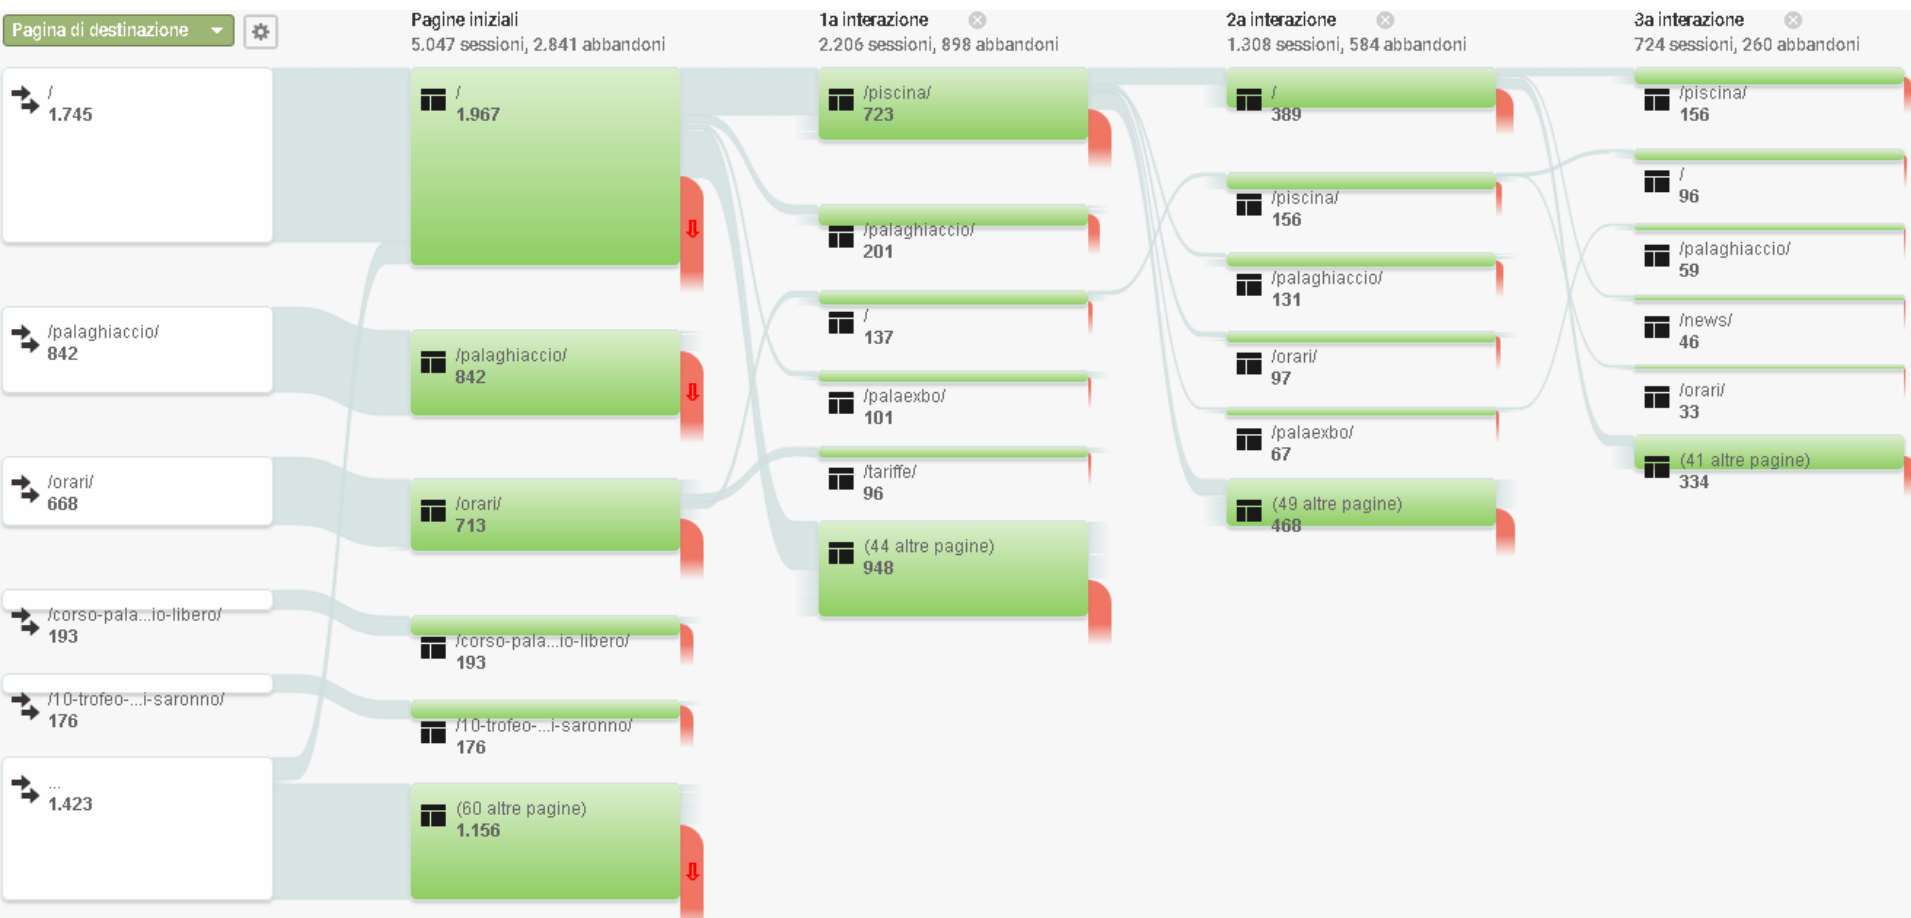 Pagina di destinazione
/
1.745
/palaghiaccio/
842
/orari/
668
/corso-pala...io-libero/
193
/10-trofeo-...i-saronno/
176
...
1.423
Pagine iniziali
5.047 sessioni, 2.841 abbandoni
/
1.967
/palaghiaccio/
842
/orari/
713
/corso-pala...io-libero/
193
/10-trofeo-...i-saronno/
176
(60 altre pagine)
1.156
1a interazione
2.206 sessioni, 898 abbandoni
/piscina/
723
/palaghiaccio/
201
/
137
/palaexbo/
101
/tariffe/
96
(44 altre pagine)
948
2a interazione
1.308 sessioni, 584 abbandoni
/
389
/piscina/
156
/palaghiaccio/
131
/orari/
97
/palaexbo/
67
(49 altre pagine)
468
3a interazione
724 sessioni, 260 abbandoni
/piscina/
156
/
96
/palaghiaccio/
59
/news/
46
/orari/
33
(41 altre pagine)
334